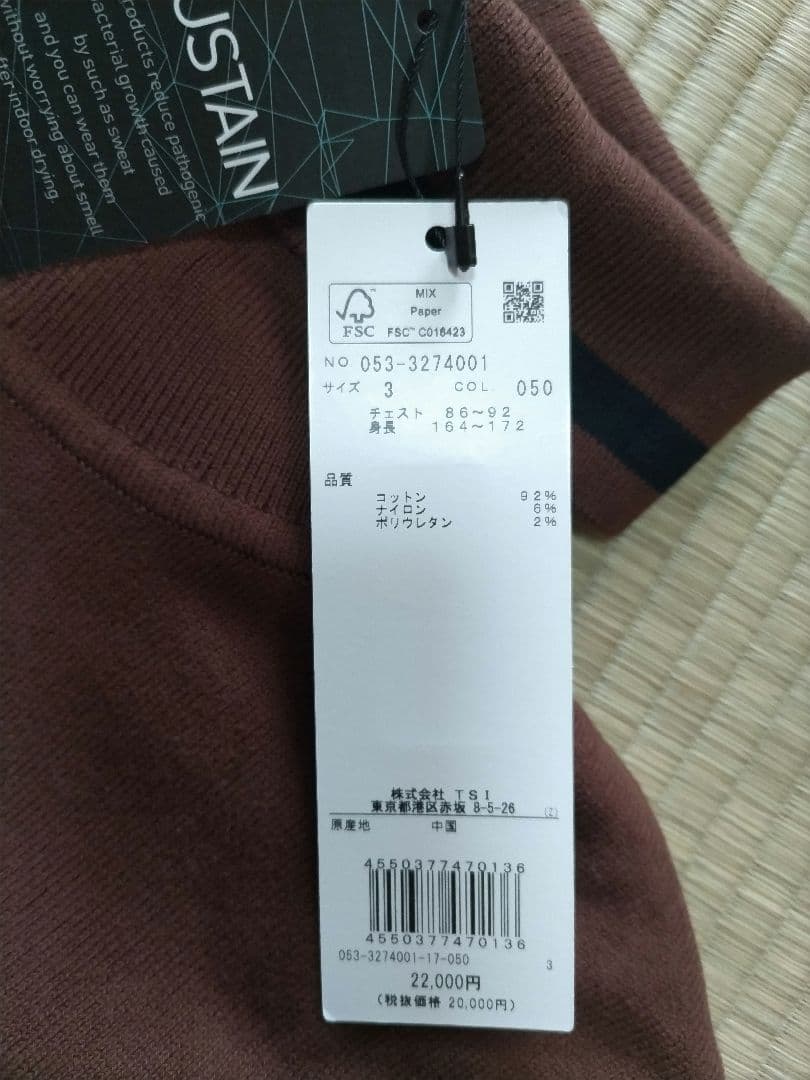 USTAIN
roducts reduce pathogenic
acterial growth caused
by such as sweat
and you can wear them
without worrying about smell
fter indoor drying.
FSC
MIX
Paper
FSC™ C016423
NO 053-3274001
サイズ 3 COL. 050
チェスト 86～92
身長 164～172
品質
コットン 92%
ナイロン 6%
ポリウレタン 2%
株式会社 TSI
東京都港区赤坂 8-5-26 (Z)
原産地 中国
4550377470136
4550377470136
053-3274001-17-050 3
22,000円
(税抜価格 20,000円)